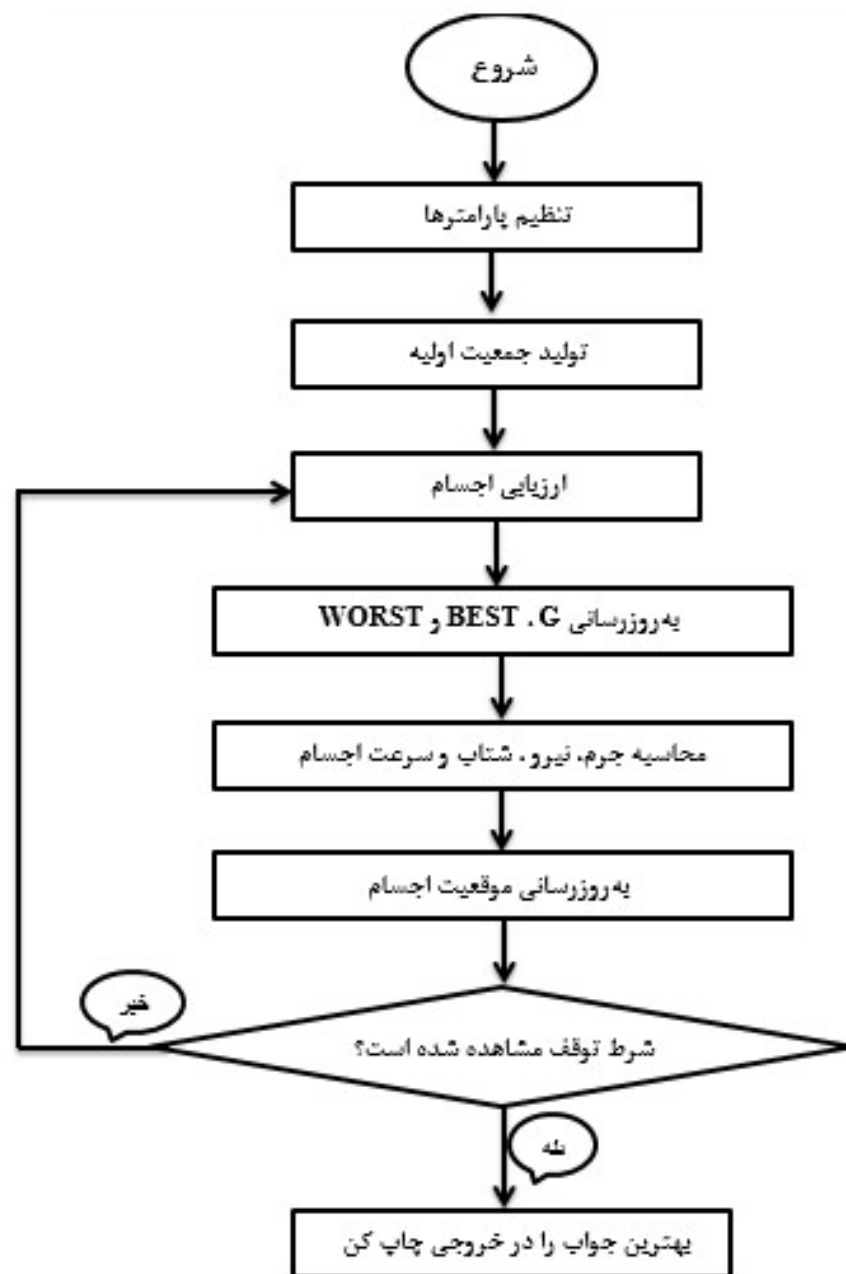 شروع
تنظیم پارامترها
تولید جمعیت اولیه
ارزیابی اجسام
به‌روزرسانی BEST ، G و WORST
محاسبه جرم، نیرو، شتاب و سرعت اجسام
به‌روزرسانی موقعیت اجسام
خیر
شرط توقف مشاهده شده است؟
بله
بهترین جواب را در خروجی چاپ کن